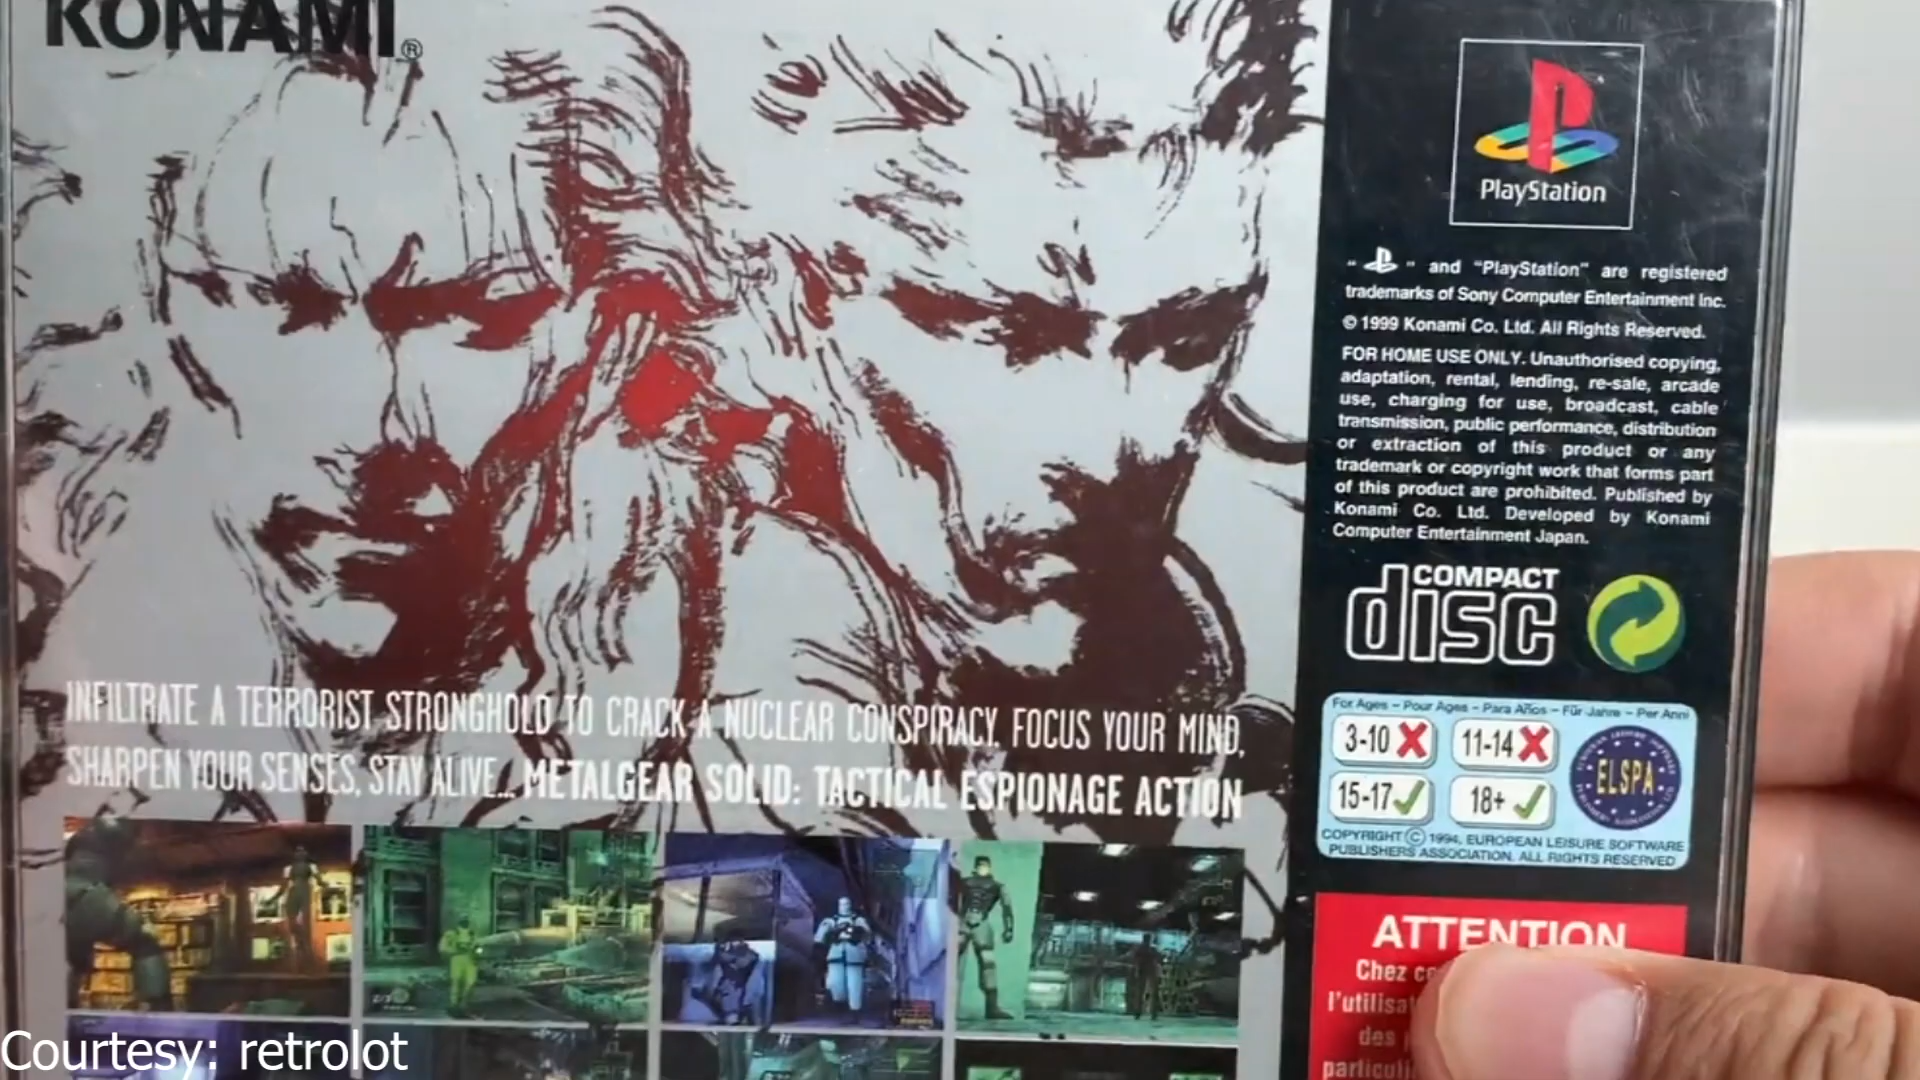 KONAMI®
PlayStation
" " and "PlayStation" are registered
trademarks of Sony Computer Entertainment Inc.
© 1999 Konami Co. Ltd. All Rights Reserved.
FOR HOME USE ONLY. Unauthorised copying,
adaptation, rental, lending, re-sale, arcade
use, charging for use, broadcast, cable
transmission, public performance, distribution
or extraction of this product or any
trademark or copyright work that forms part
of this product are prohibited. Published by
Konami Co. Ltd. Developed by Konami
Computer Entertainment Japan.
COMPACT
disc
INFILTRATE A TERRORIST STRONGHOLD TO CRACK A NUCLEAR CONSPIRACY. FOCUS YOUR MIND,
SHARPEN YOUR SENSES, STAY ALIVE... METALGEAR SOLID: TACTICAL ESPIONAGE ACTION
For Ages – Pour Ages – Para Años – Für Jahre – Per Anni
3-10 11-14
15-17 18+
ELSPA
COPYRIGHT © 1994, EUROPEAN LEISURE SOFTWARE
PUBLISHERS ASSOCIATION. ALL RIGHTS RESERVED
ATTENTION
Chez
des
Courtesy: retrolot